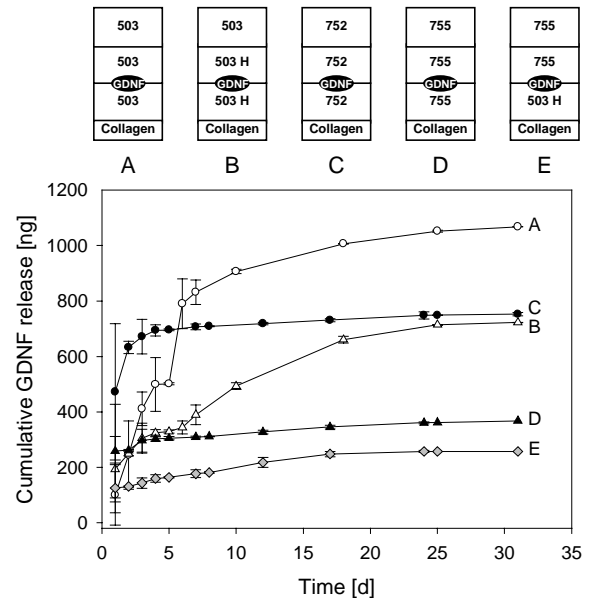 503 503 752 755 755
503 503 H 752 755 755
GDNF GDNF GDNF GDNF GDNF
503 503 H 752 755 503 H
Collagen Collagen Collagen Collagen Collagen
A B C D E
1200
1000
800
600
400
200
0
A
C
B
D
E
Cumulative GDNF release [ng]
0 5 10 15 20 25 30 35
Time [d]